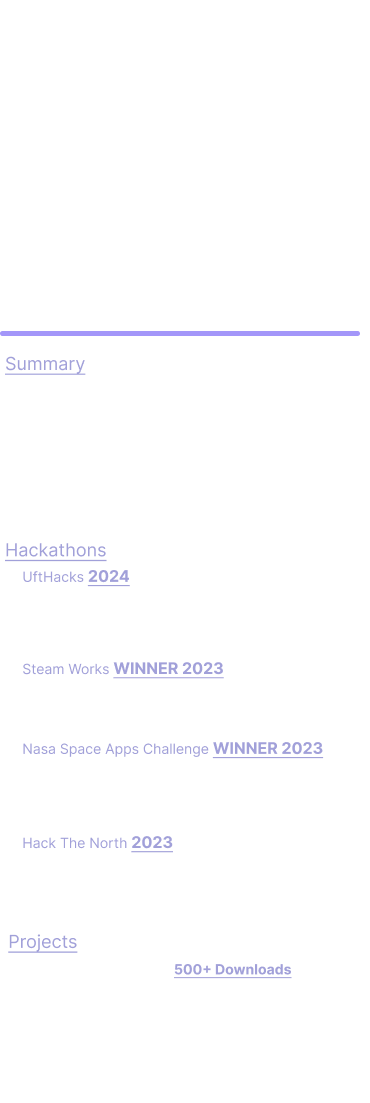 Summary
Hackathons
UftHacks 2024
Steam Works WINNER 2023
Nasa Space Apps Challenge WINNER 2023
Hack The North 2023
Projects
500+ Downloads